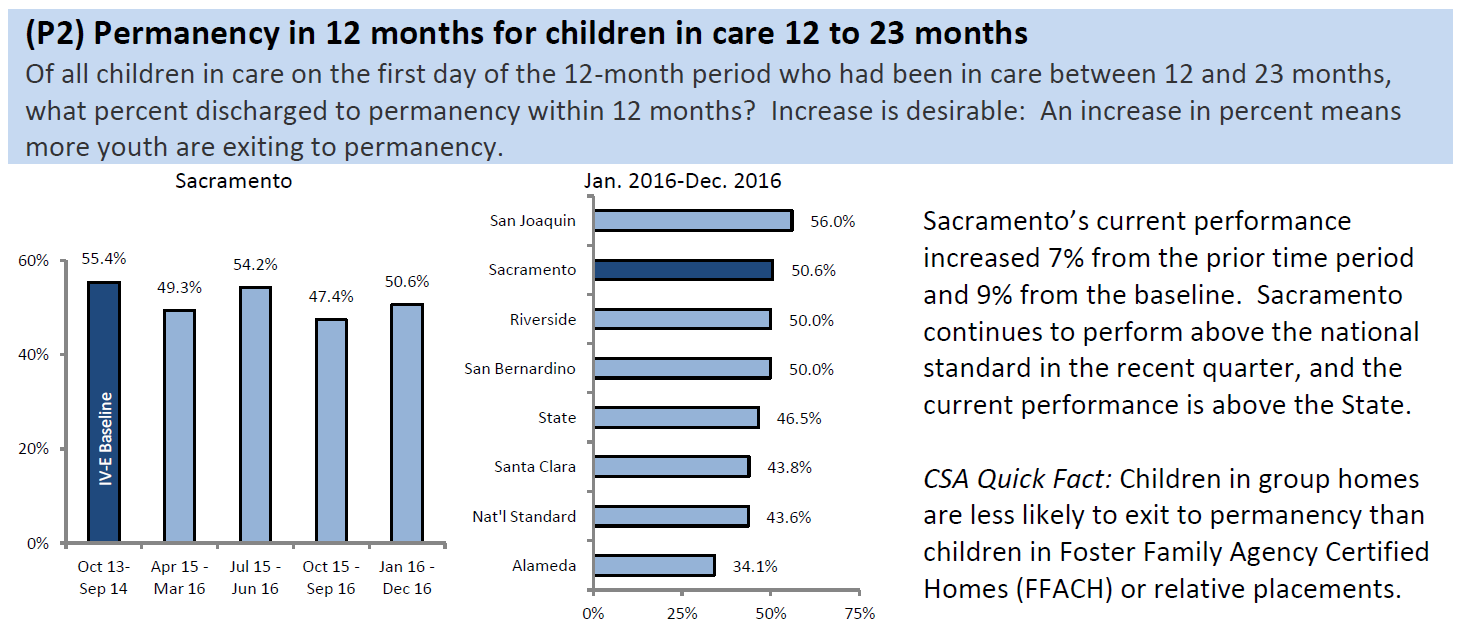 (P2) Permanency in 12 months for children in care 12 to 23 months
Of all children in care on the first day of the 12-month period who had been in care between 12 and 23 months,
what percent discharged to permanency within 12 months?  Increase is desirable:  An increase in percent means
more youth are exiting to permanency.
Sacramento
60%
40%
20%
0%
55.4%
49.3%
54.2%
47.4%
50.6%
IV-E Baseline
Oct 13-
Sep 14
Apr 15 -
Mar 16
Jul 15 -
Jun 16
Oct 15 -
Sep 16
Jan 16 -
Dec 16
Jan. 2016-Dec. 2016
San Joaquin 56.0%
Sacramento 50.6%
Riverside 50.0%
San Bernardino 50.0%
State 46.5%
Santa Clara 43.8%
Nat'l Standard 43.6%
Alameda 34.1%
0% 25% 50% 75%
Sacramento’s current performance
increased 7% from the prior time period
and 9% from the baseline.  Sacramento
continues to perform above the national
standard in the recent quarter, and the
current performance is above the State.
CSA Quick Fact: Children in group homes
are less likely to exit to permanency than
children in Foster Family Agency Certified
Homes (FFACH) or relative placements.